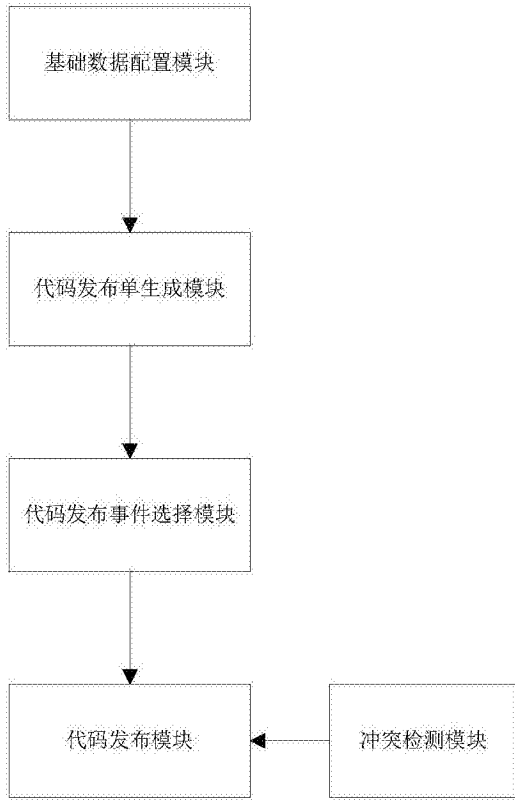 基础数据配置模块
代码发布单生成模块
代码发布事件选择模块
代码发布模块
冲突检测模块